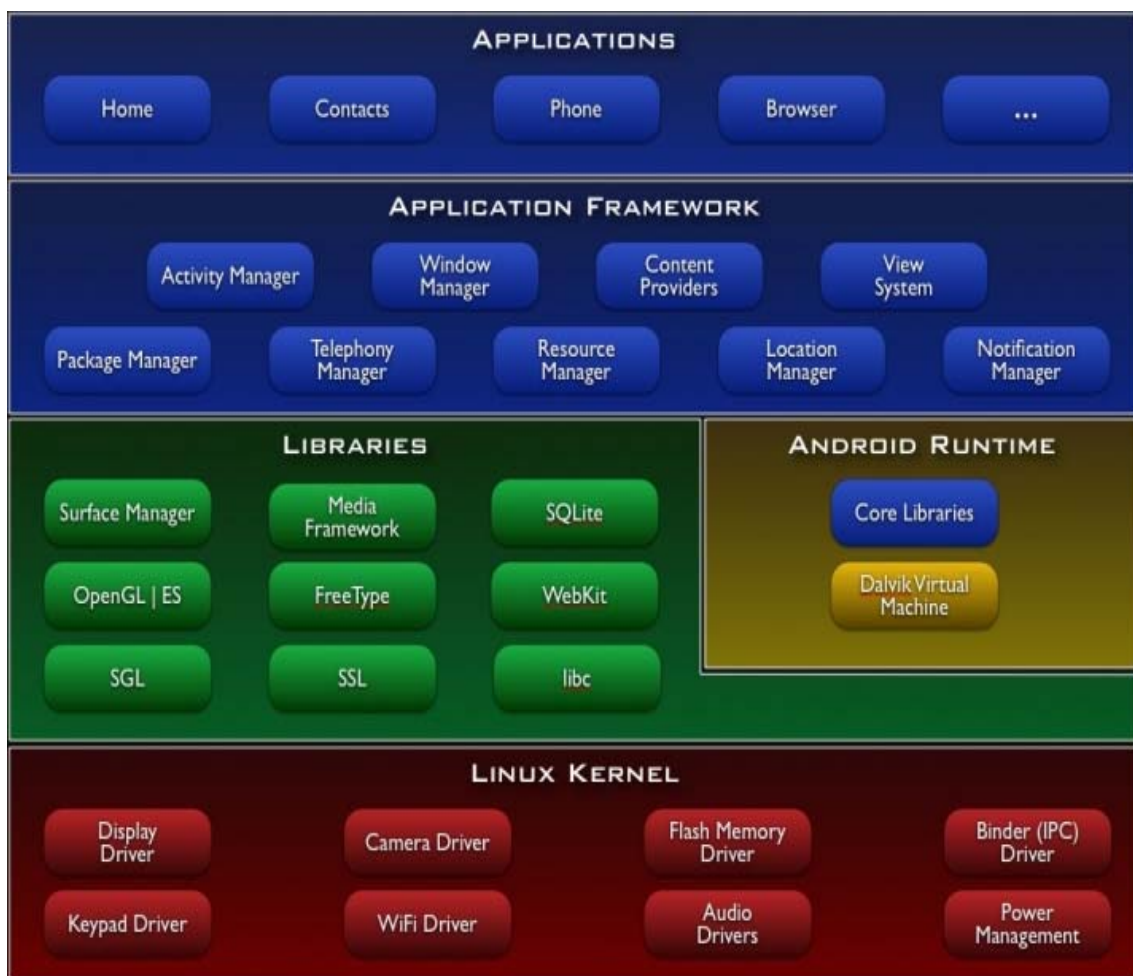 APPLICATIONS
Home
Contacts
Phone
Browser
...
APPLICATION FRAMEWORK
Activity Manager
Window
Manager
Content
Providers
View
System
Package Manager
Telephony
Manager
Resource
Manager
Location
Manager
Notification
Manager
LIBRARIES
Surface Manager
Media
Framework
SQLite
OpenGL | ES
FreeType
WebKit
SGL
SSL
libc
ANDROID RUNTIME
Core Libraries
Dalvik Virtual
Machine
LINUX KERNEL
Display
Driver
Camera Driver
Flash Memory
Driver
Binder (IPC)
Driver
Keypad Driver
WiFi Driver
Audio
Drivers
Power
Management